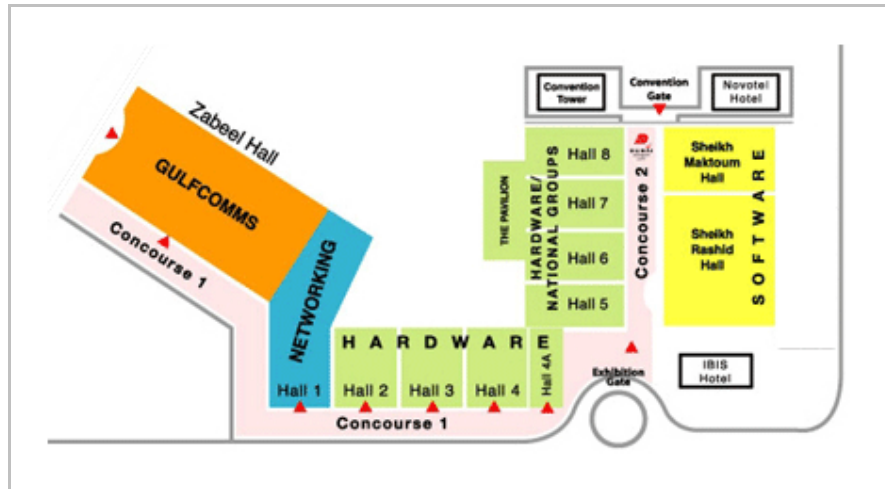 Zabeel Hall
GULFCOMMS
Concourse 1
NETWORKING
Hall 1
HARDWARE
Hall 2
Hall 3
Hall 4
Hall 4A
Concourse 1
Convention
Tower
Convention
Gate
Novotel
Hotel
THE PAVILION
HARDWARE/
NATIONAL GROUPS
Hall 8
Hall 7
Hall 6
Hall 5
Concourse 2
Sheikh
Maktoum
Hall
Sheikh
Rashid
Hall
SOFTWARE
Exhibition
Gate
IBIS
Hotel